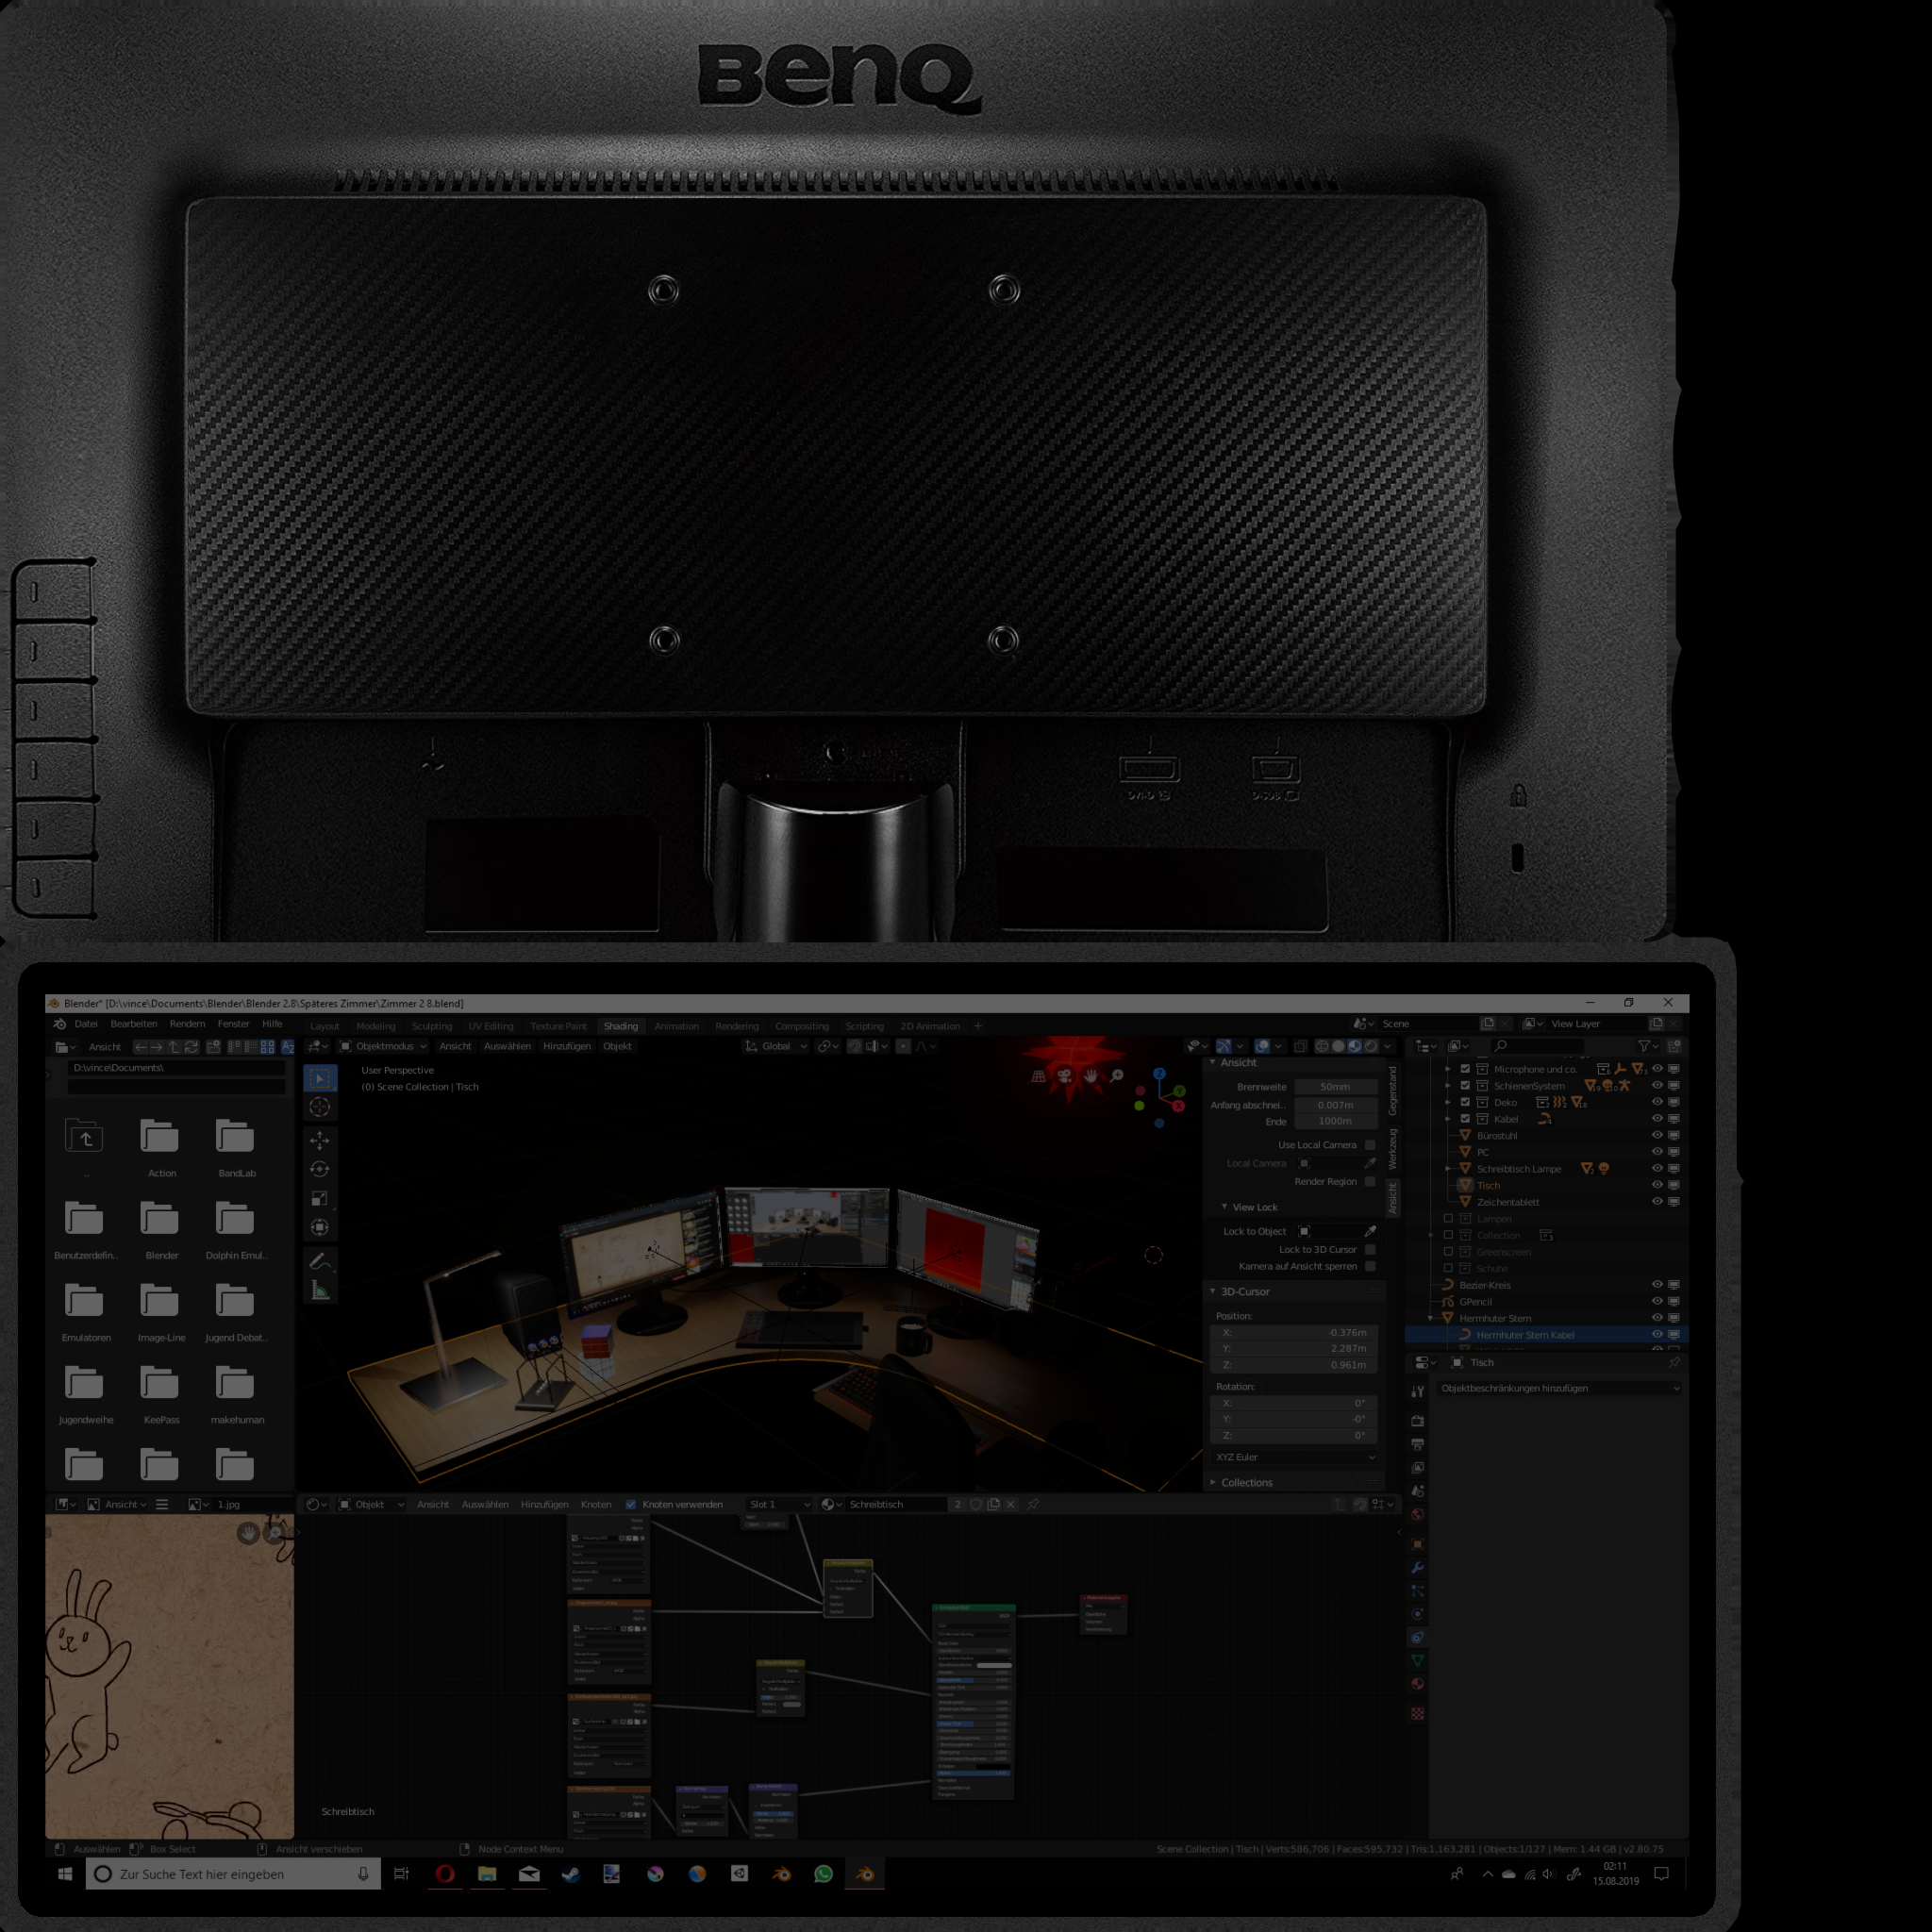 BenQ
DVI-D
D-SUB
Blender* [D:\vince\Documents\Blender\Blender 2.8\Späteres Zimmer\Zimmer 2 8.blend]
Datei Bearbeiten Rendern Fenster Hilfe Layout Modeling Sculpting UV Editing Texture Paint Shading Animation Rendering Compositing Scripting 2D Animation + Scene View Layer
Ansicht Objektmodus Ansicht Auswählen Hinzufügen Objekt Global
D:\vince\Documents\
User Perspective
(0) Scene Collection | Tisch
..
Action
BandLab
Benutzerdefin..
Blender
Dolphin Emul..
Emulatoren
Image-Line
Jugend Debat..
Jugendweihe
KeePass
makehuman
Ansicht
Brennweite 50mm
Anfang abschnei.. 0.007m
Ende 1000m
Use Local Camera
Local Camera
Render Region
View Lock
Lock to Object
Lock to 3D Cursor
Kamera auf Ansicht sperren
3D-Cursor
Position:
X: -0.376m
Y: 2.287m
Z: 0.961m
Rotation:
X: 0°
Y: -0°
Z: 0°
XYZ Euler
Collections
Gegenstand
Werkzeug
Ansicht
Microphone und co.
SchienenSystem
Deko
Kabel
Bürostuhl
PC
Schreibtisch Lampe
Tisch
Zeichentablett
Lampen
Collection
Greenscreen
Schuhe
Bezier-Kreis
GPencil
Herrnhuter Stern
Herrnhuter Stern Kabel
Tisch
Objektbeschränkungen hinzufügen
Ansicht 1.jpg
Objekt Ansicht Auswählen Hinzufügen Knoten Knoten verwenden Slot 1 Schreibtisch 2
Schreibtisch
Auswählen Box Select Ansicht verschieben Node Context Menu
Scene Collection | Tisch | Verts:586,706 | Faces:595,732 | Tris:1,163,281 | Objects:1/127 | Mem: 1.44 GB | v2.80.75
Zur Suche Text hier eingeben
02:11
15.08.2019